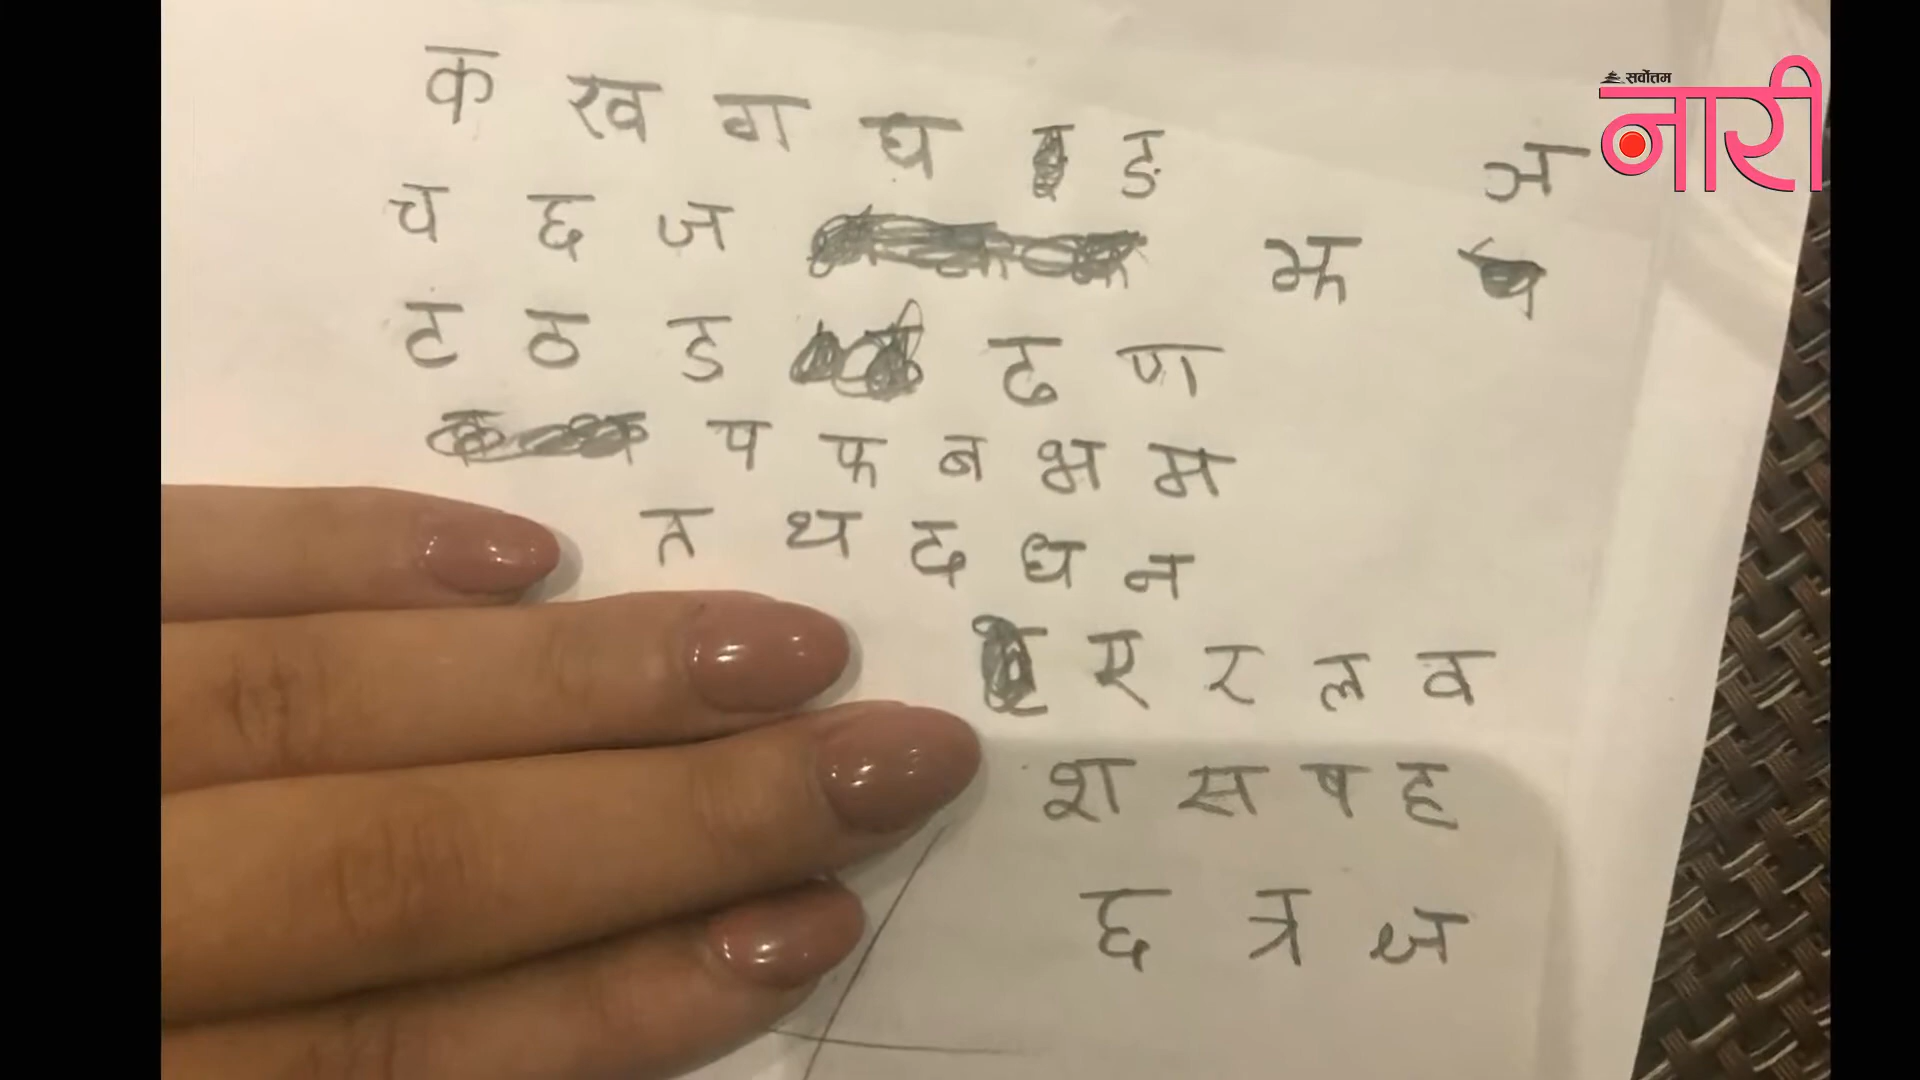 सर्वोत्तम
नारी
क ख ग घ ङ
च छ ज झ ञ
ट ठ ड ढ ण
प फ ब भ म
त थ द ध न
र ल व
श स ष ह
छ त्र ज